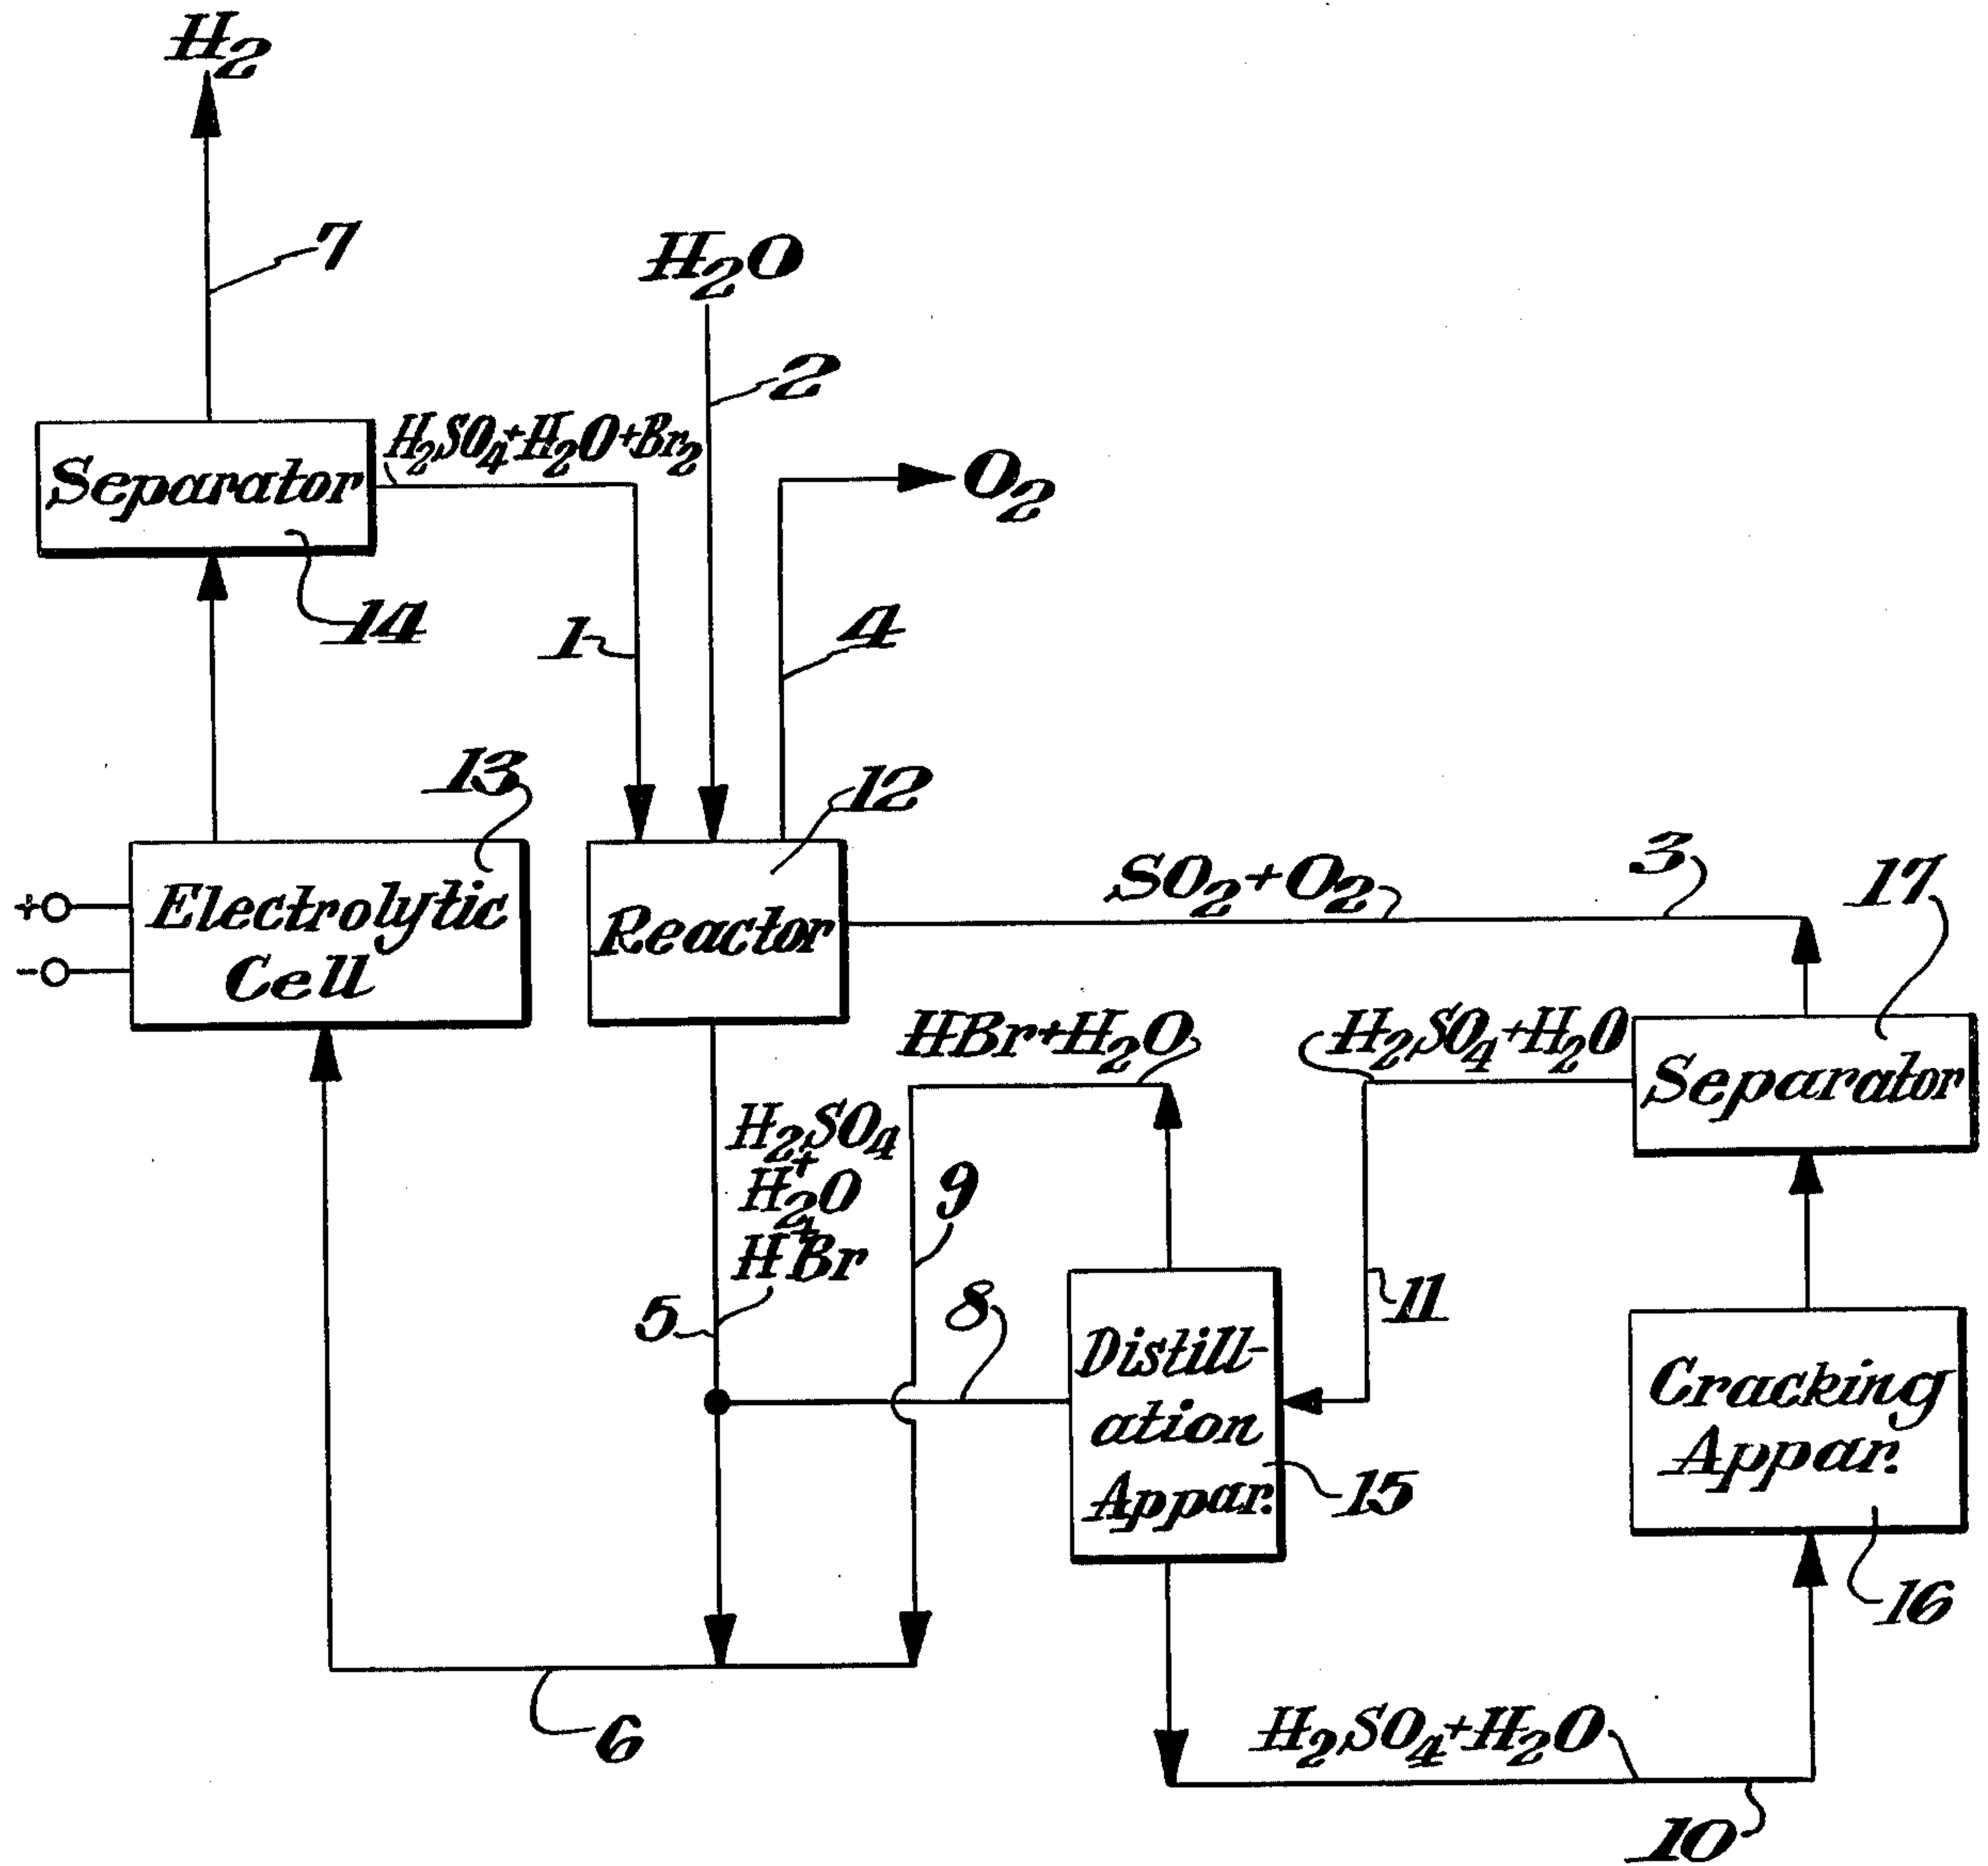 H2
7
H2O
2
H2SO4+H2O+Br2
Separator
O2
14
1
4
13
12
Electrolytic
Cell
+
-
Reactor
SO2+O2
3
17
HBr+H2O
H2SO4+H2O
Separator
H2SO4
+
H2O
+
HBr
9
5
8
11
Distill-
ation
Appar.
15
Cracking
Appar.
16
6
H2SO4+H2O
10